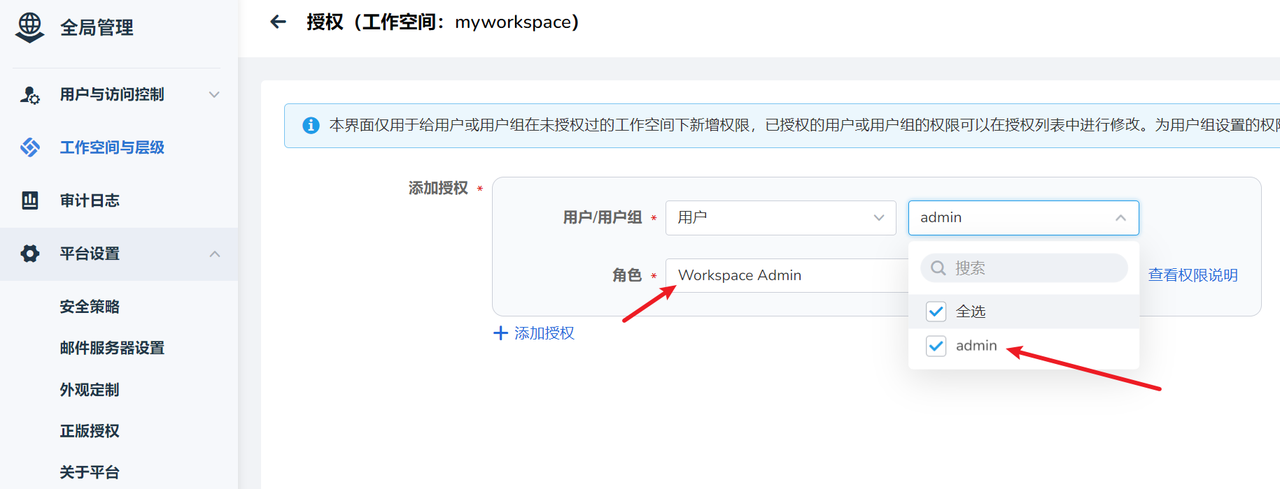 全局管理
授权（工作空间：myworkspace）
用户与访问控制
工作空间与层级
审计日志
平台设置
安全策略
邮件服务器设置
外观定制
正版授权
关于平台
本界面仅用于给用户或用户组在未授权过的工作空间下新增权限，已授权的用户或用户组的权限可以在授权列表中进行修改。为用户组设置的权限
添加授权 *
用户/用户组 * 用户 admin
角色 * Workspace Admin 查看权限说明
搜索
全选
admin
+ 添加授权